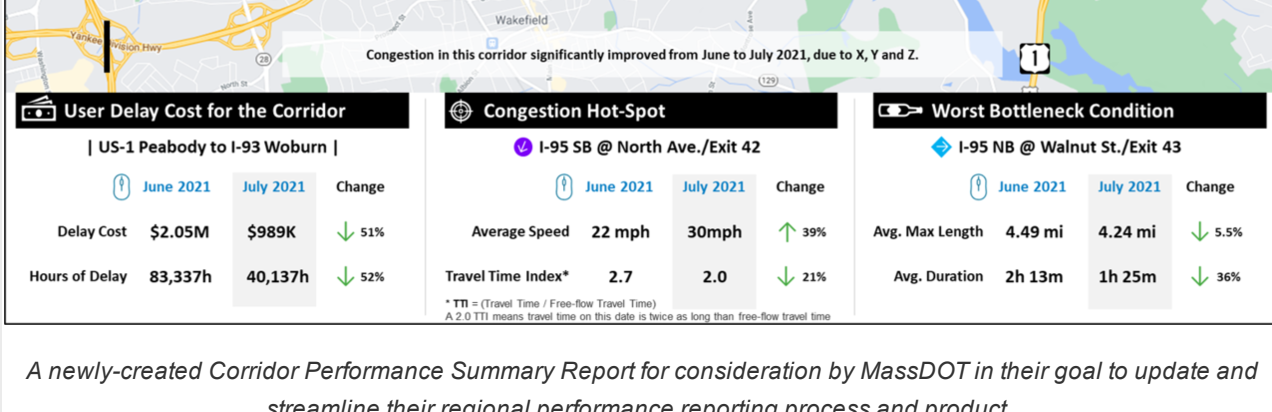 Wakefield
Yankee Division Hwy
28
North St
129
1
Congestion in this corridor significantly improved from June to July 2021, due to X, Y and Z.
User Delay Cost for the Corridor
| US-1 Peabody to I-93 Woburn |
June 2021 July 2021 Change
Delay Cost $2.05M $989K 51%
Hours of Delay 83,337h 40,137h 52%
Congestion Hot-Spot
I-95 SB @ North Ave./Exit 42
June 2021 July 2021 Change
Average Speed 22 mph 30mph 39%
Travel Time Index* 2.7 2.0 21%
* TTI = (Travel Time / Free-flow Travel Time)
A 2.0 TTI means travel time on this date is twice as long than free-flow travel time
Worst Bottleneck Condition
I-95 NB @ Walnut St./Exit 43
June 2021 July 2021 Change
Avg. Max Length 4.49 mi 4.24 mi 5.5%
Avg. Duration 2h 13m 1h 25m 36%
A newly-created Corridor Performance Summary Report for consideration by MassDOT in their goal to update and
streamline their regional performance reporting process and product